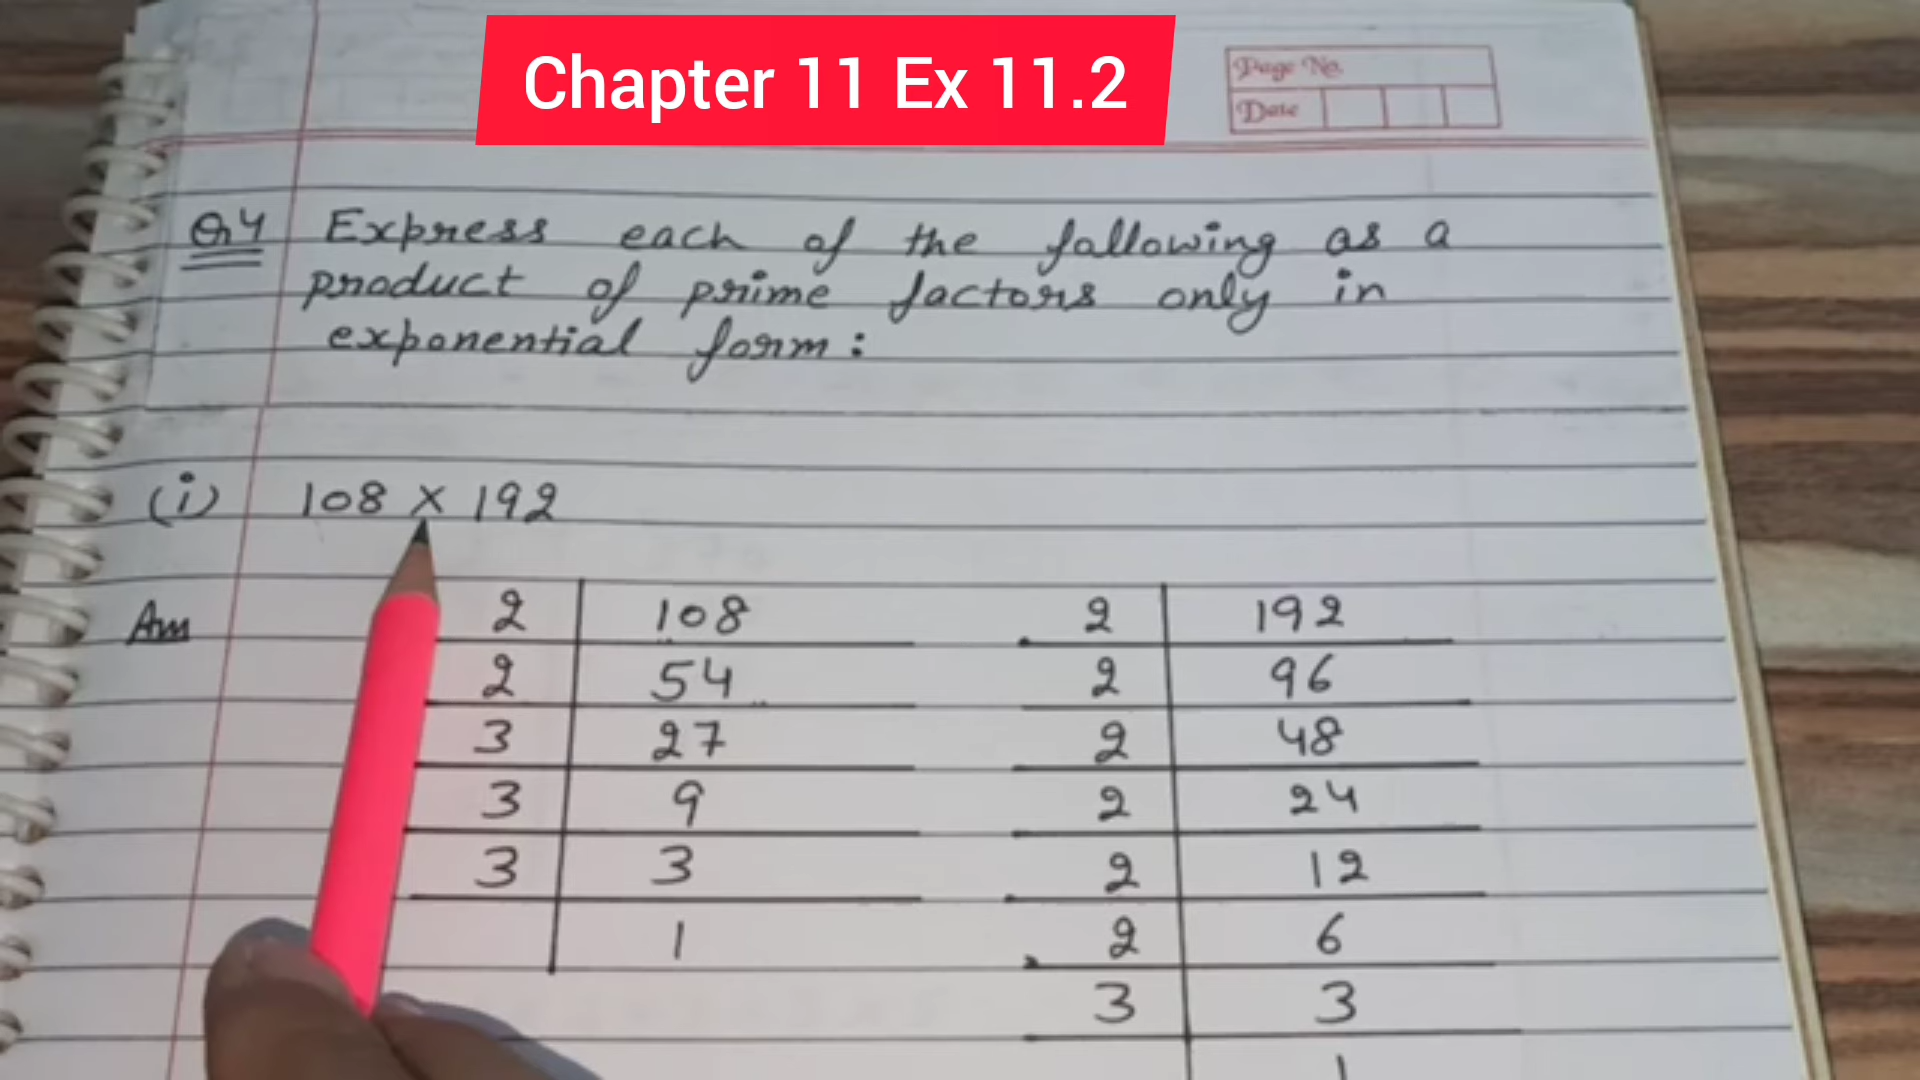 Chapter 11 Ex 11.2
Page No.
Date
Q4 Express each of the following as a
product of prime factors only in
exponential form:
(i) 108 × 192
Ans
2 108
2 54
3 27
3 9
3 3
1
2 192
2 96
2 48
2 24
2 12
2 6
3 3
1